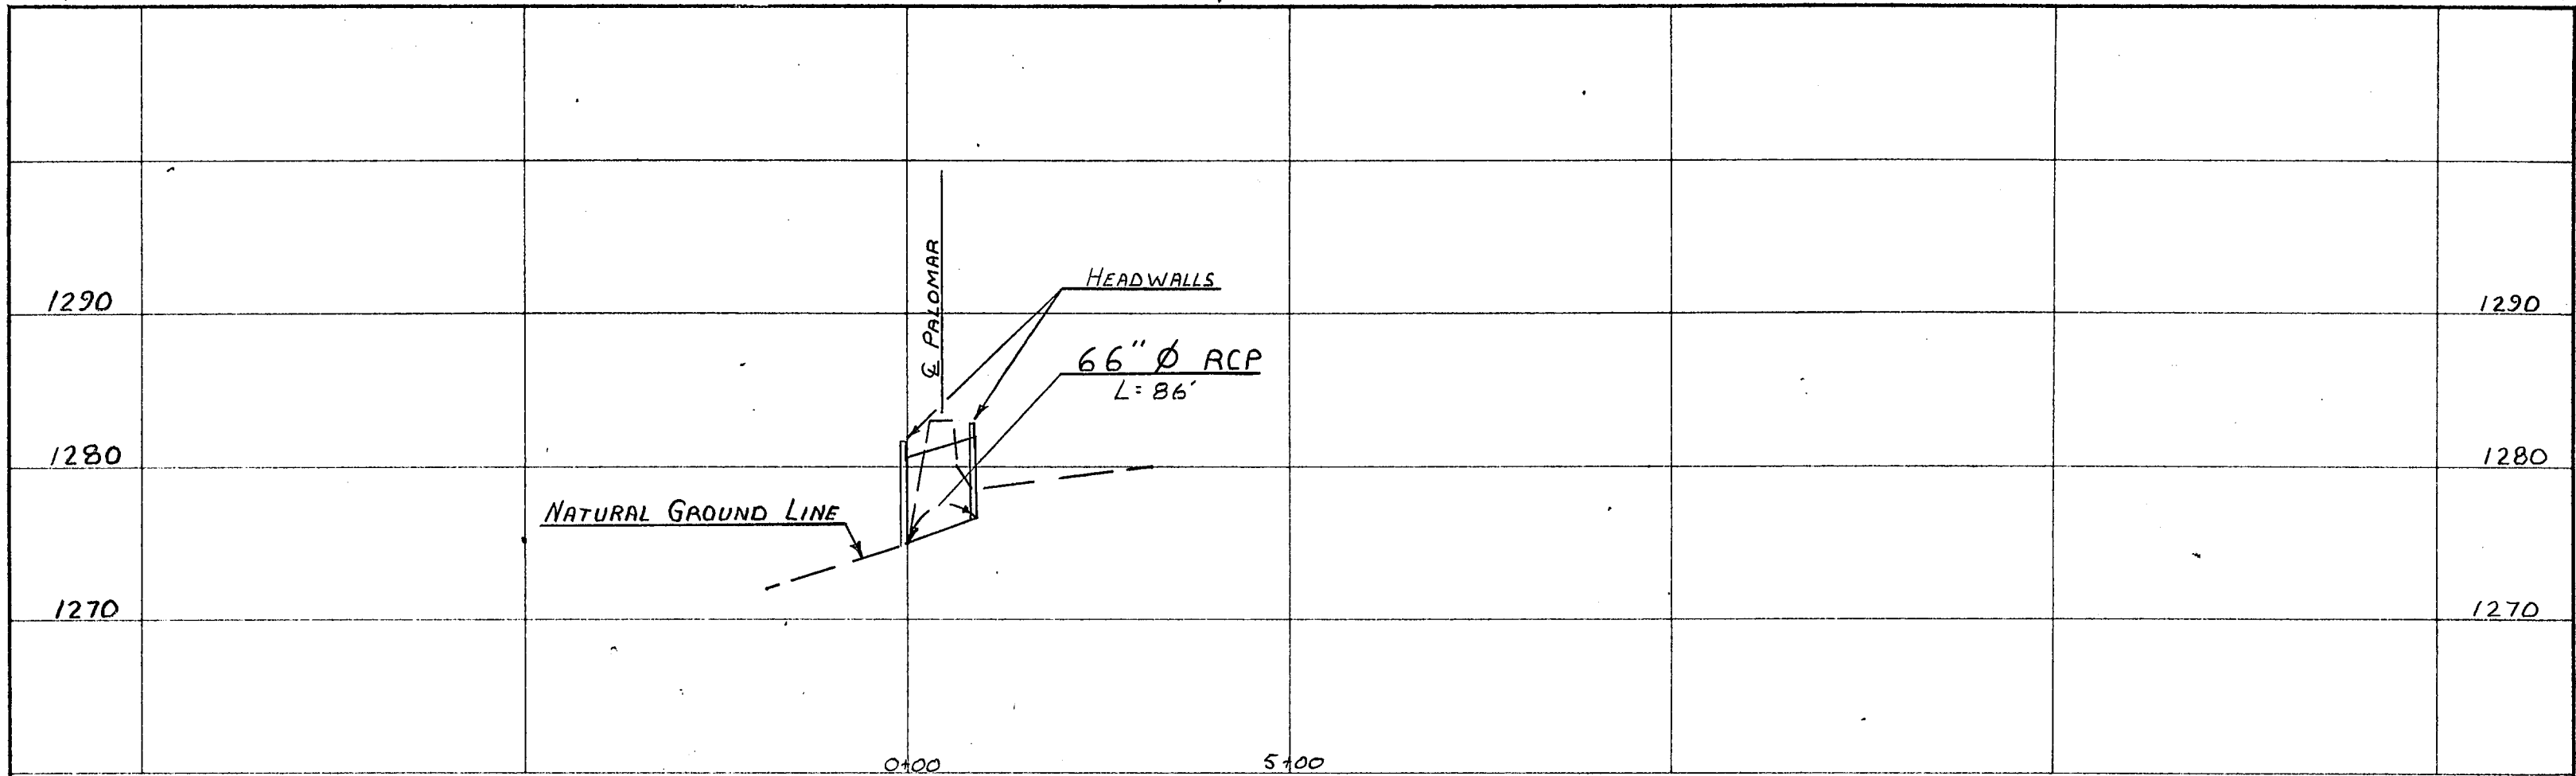 HEADWALLS
℄ PALOMAR
1290
1290
66" Ø RCP
L=86'
1280
1280
NATURAL GROUND LINE
1270
1270
0+00
5+00